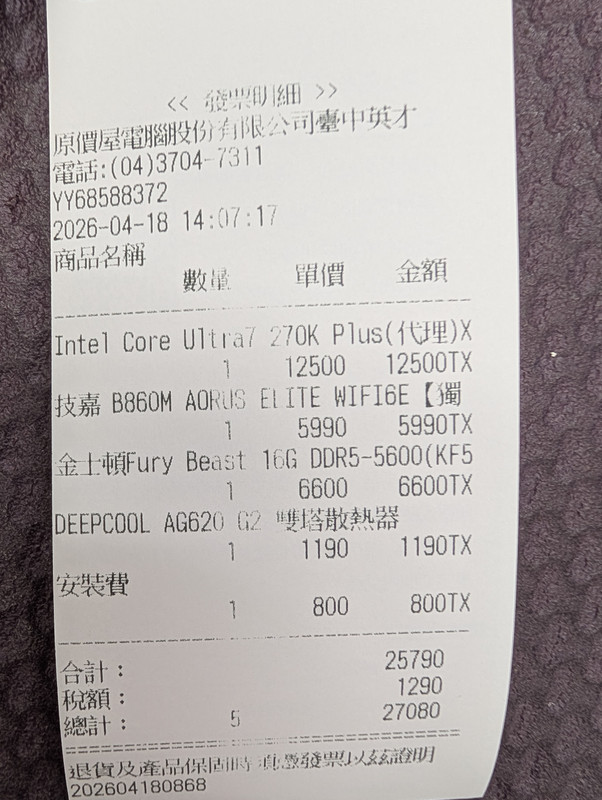 << 發票明細 >>
原價屋電腦股份有限公司臺中英才
電話:(04)3704-7311
YY68588372
2026-04-18 14:07:17
商品名稱
數量 單價 金額
Intel Core Ultra7 270K Plus(代理)X
1 12500 12500TX
技嘉 B860M AORUS ELITE WIFI6E【獨
1 5990 5990TX
金士頓Fury Beast 16G DDR5-5600(KF5
1 6600 6600TX
DEEPCOOL AG620 G2 雙塔散熱器
1 1190 1190TX
安裝費
1 800 800TX
合計: 25790
稅額: 1290
總計: 5 27080
退貨及產品保固時請憑發票以茲證明
202604180868